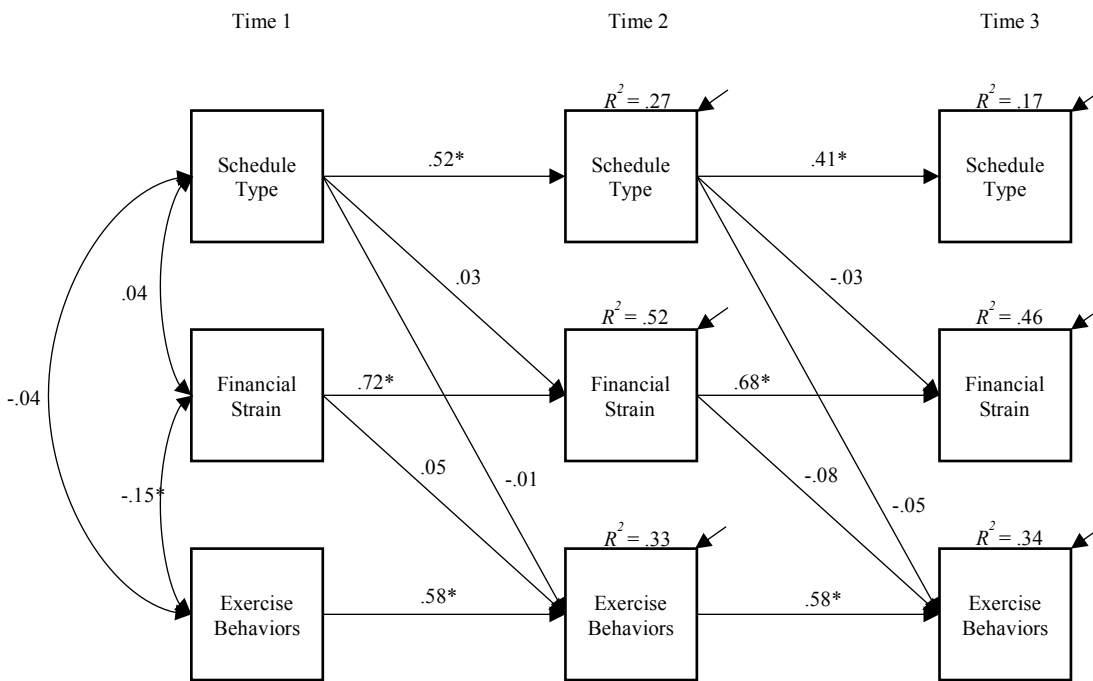 Time 1
Time 2
Time 3
R² = .27
R² = .17
Schedule
Type
.52*
Schedule
Type
.41*
Schedule
Type
.04
.03
-.03
R² = .52
R² = .46
-.04
Financial
Strain
.72*
Financial
Strain
.68*
Financial
Strain
-.15*
.05
-.01
-.08
-.05
R² = .33
R² = .34
Exercise
Behaviors
.58*
Exercise
Behaviors
.58*
Exercise
Behaviors